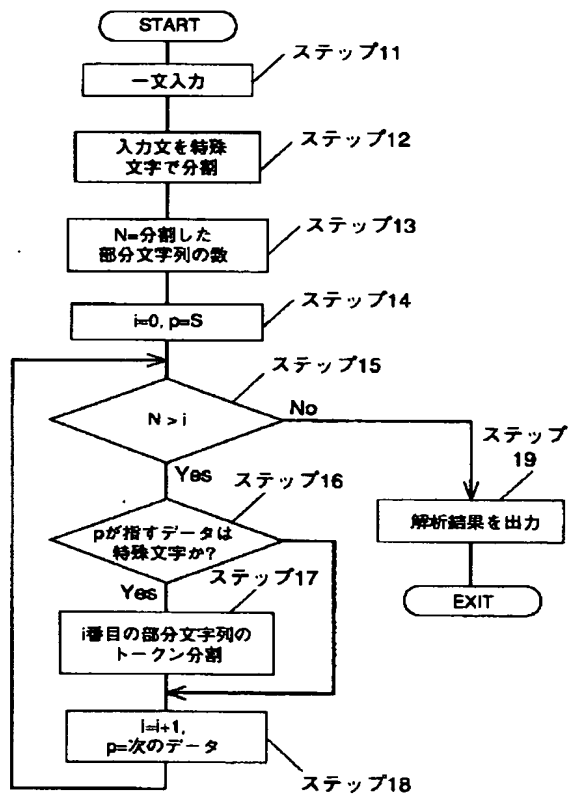 START
ステップ11
一文入力
ステップ12
入力文を特殊
文字で分割
ステップ13
N=分割した
部分文字列の数
ステップ14
i=0, p=S
ステップ15
N > i
No
Yes
ステップ
19
解析結果を出力
EXIT
ステップ16
pが指すデータは
特殊文字か?
Yes
ステップ17
i番目の部分文字列の
トークン分割
i=i+1,
p=次のデータ
ステップ18